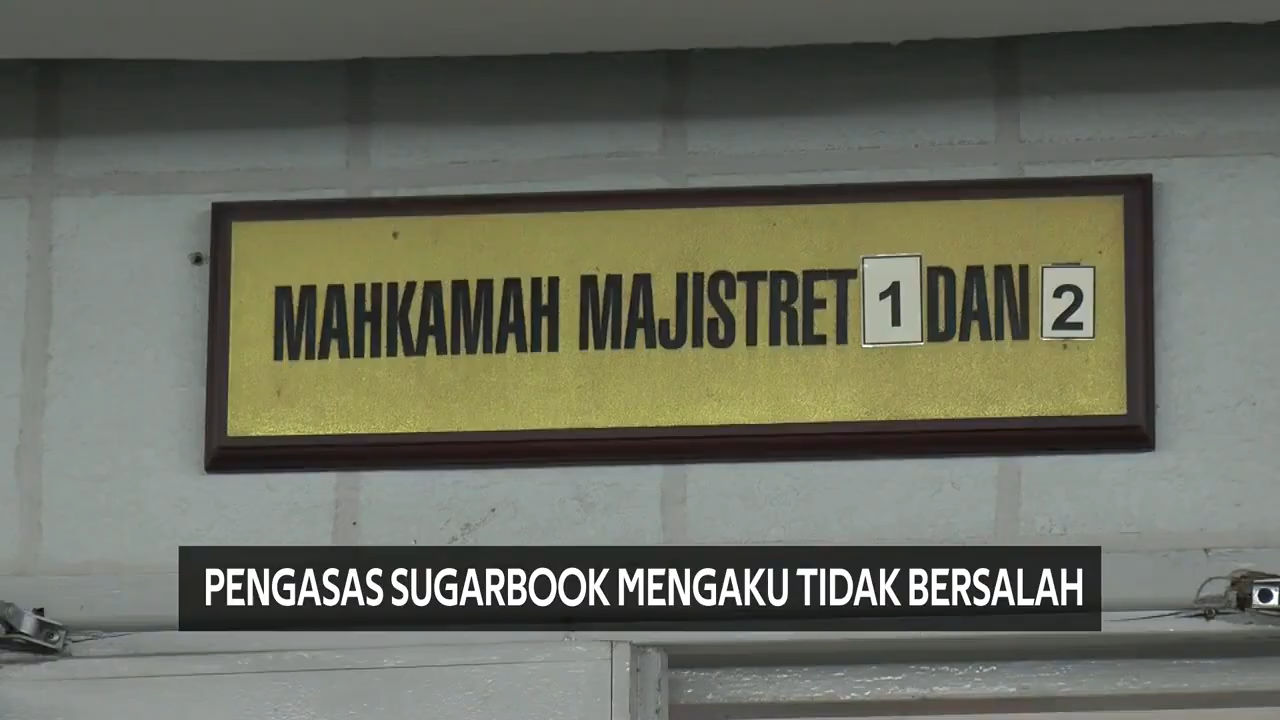 MAHKAMAH MAJISTRET 1 DAN 2
PENGASAS SUGARBOOK MENGAKU TIDAK BERSALAH